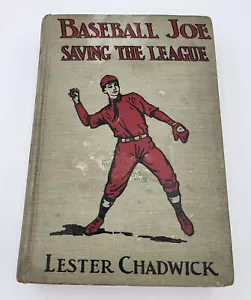 BASEBALL JOE
SAVING THE LEAGUE
LESTER CHADWICK